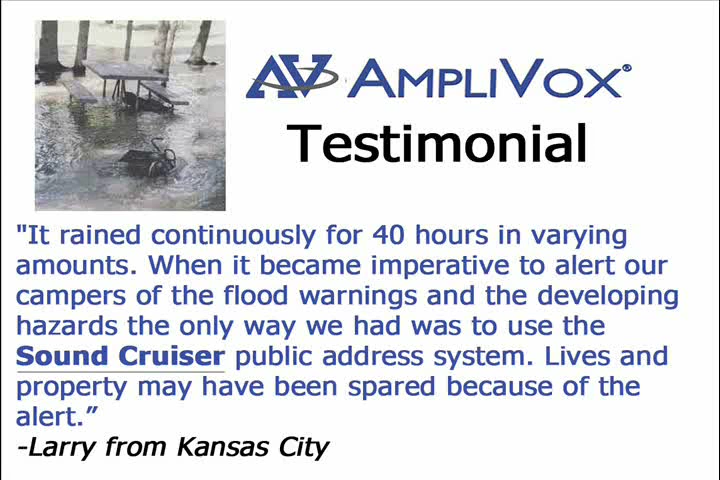 AV AMPLIVOX®
Testimonial
"It rained continuously for 40 hours in varying
amounts. When it became imperative to alert our
campers of the flood warnings and the developing
hazards the only way we had was to use the
Sound Cruiser public address system. Lives and
property may have been spared because of the
alert.”
-Larry from Kansas City